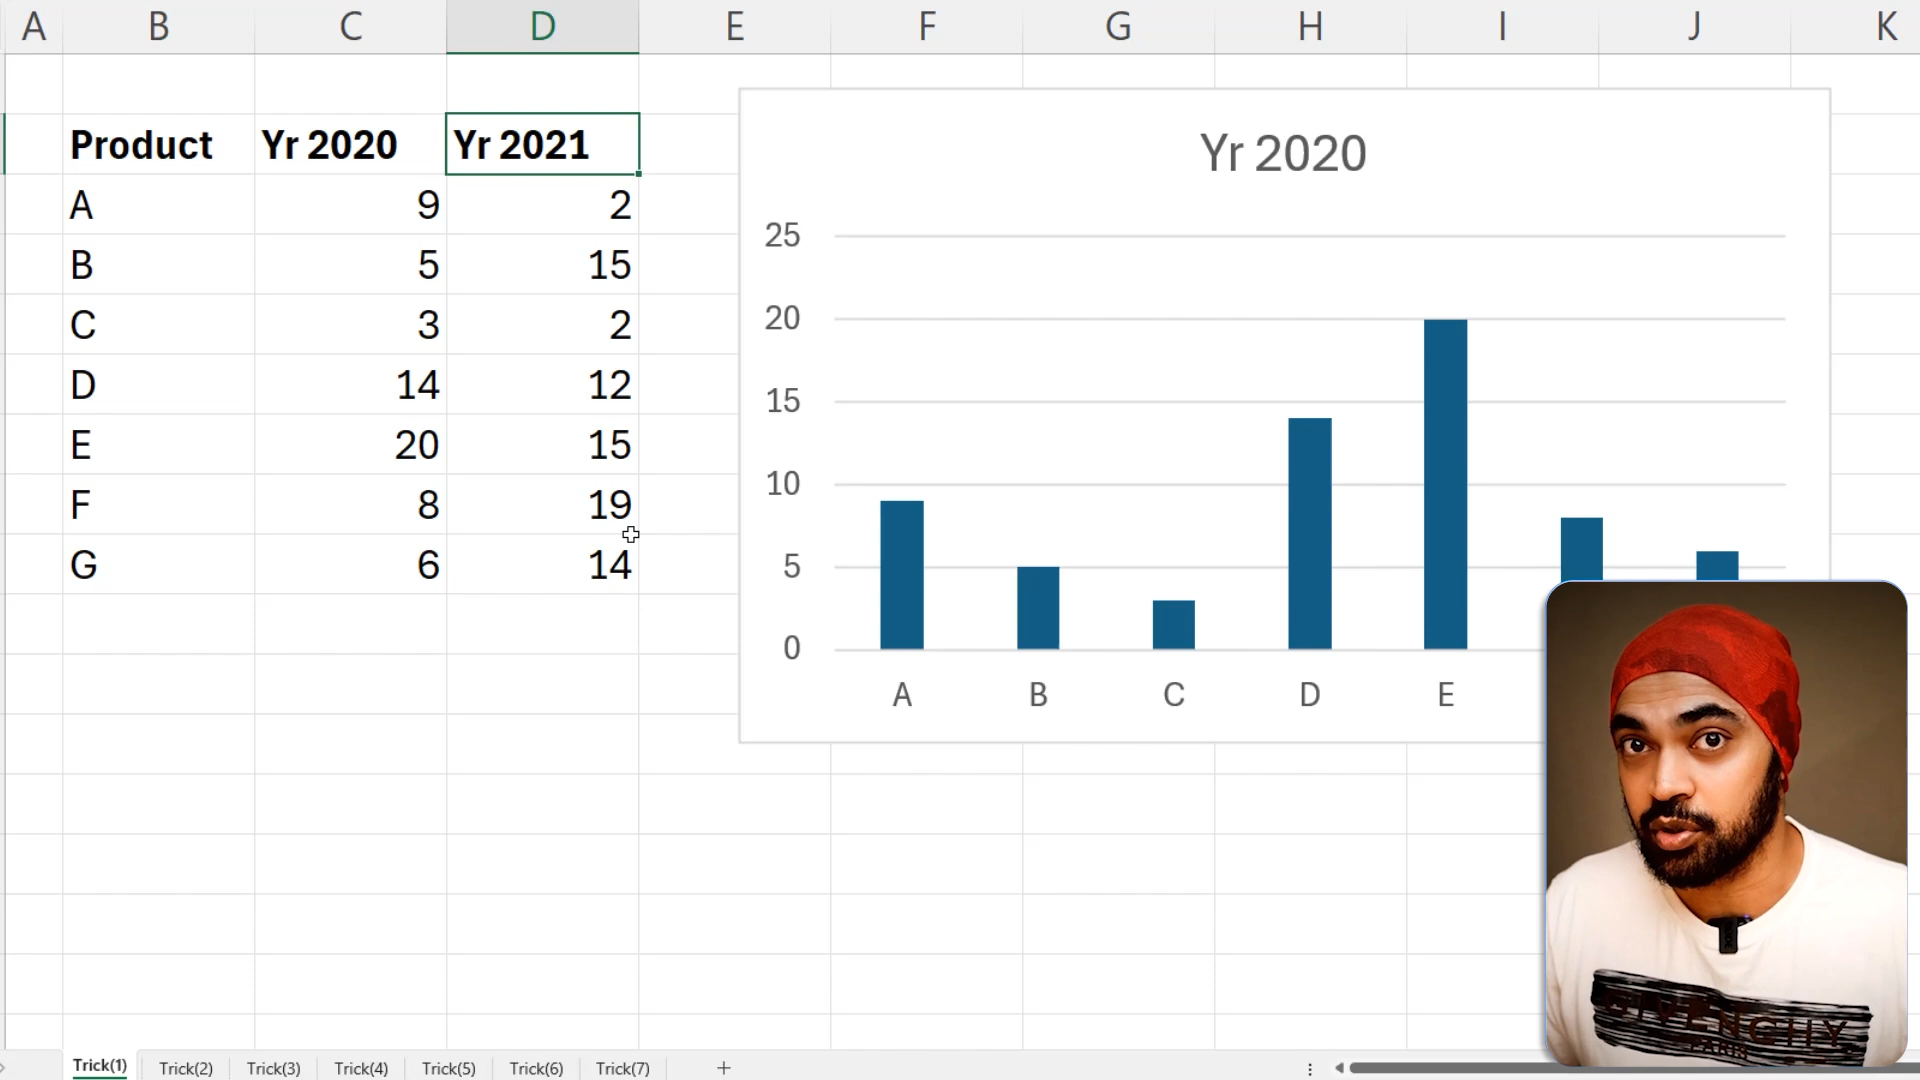 A B C D E F G H I J K
Product Yr 2020 Yr 2021
A 9 2
B 5 15
C 3 2
D 14 12
E 20 15
F 8 19
G 6 14
Yr 2020
25
20
15
10
5
0
A B C D E
GIVENCHY
PARIS
Trick(1) Trick(2) Trick(3) Trick(4) Trick(5) Trick(6) Trick(7) +